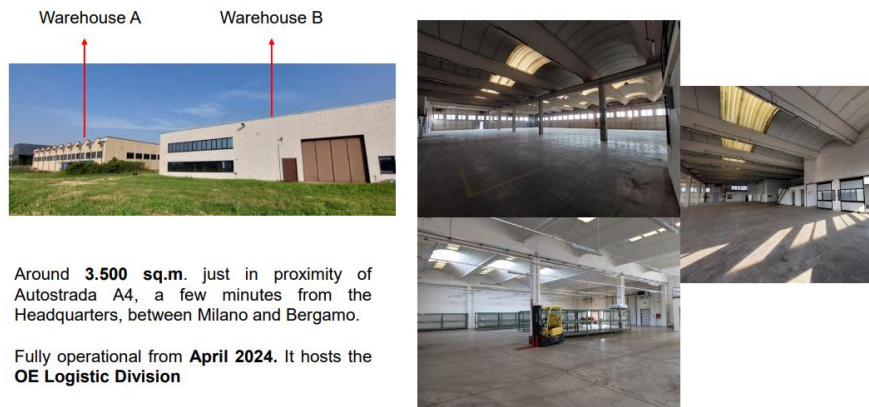 Warehouse A
Warehouse B
Around 3.500 sq.m. just in proximity of
Autostrada A4, a few minutes from the
Headquarters, between Milano and Bergamo.
Fully operational from April 2024. It hosts the
OE Logistic Division